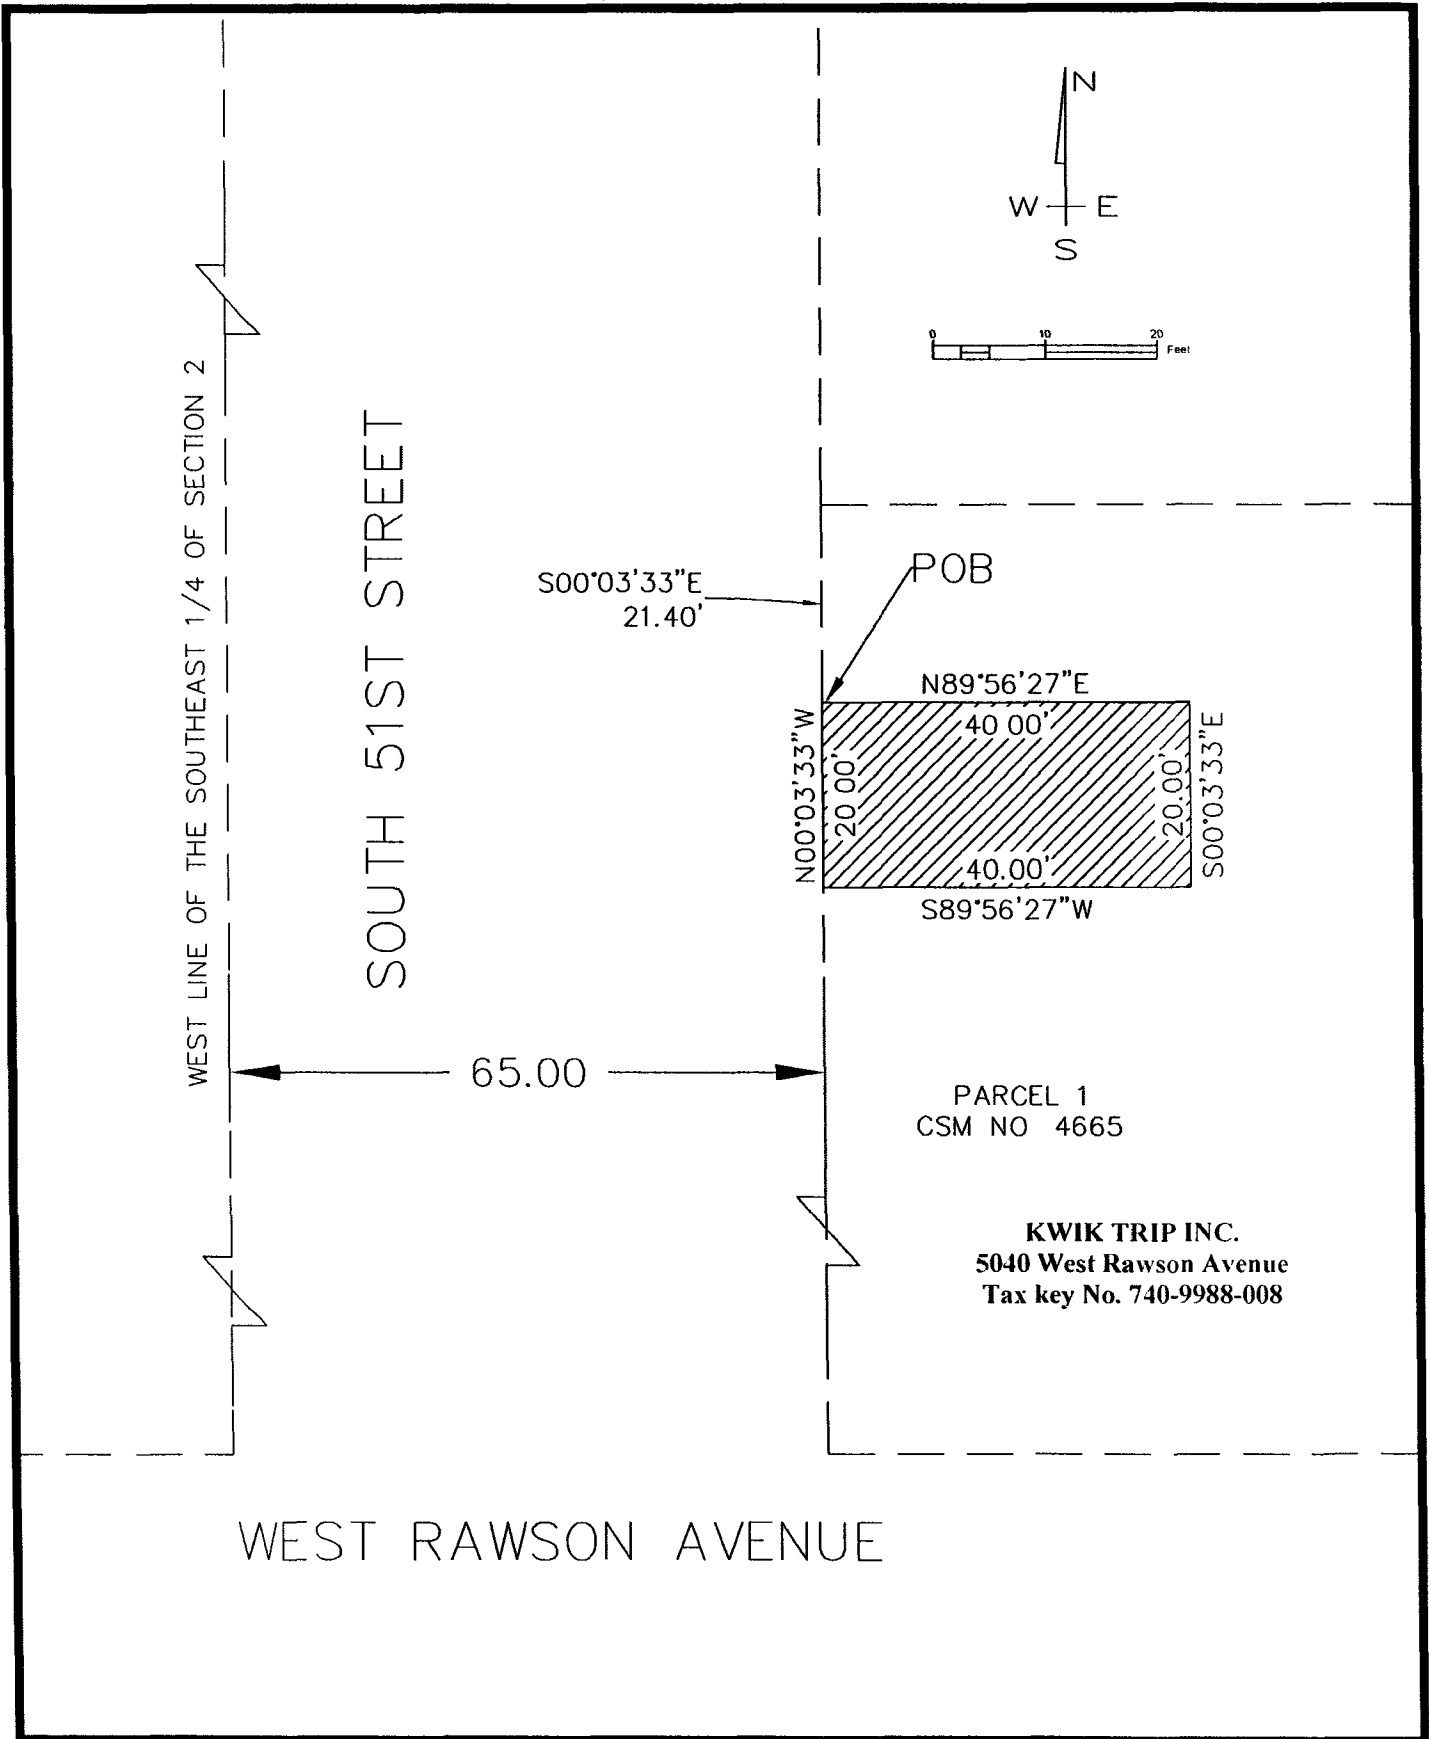 N
W E
S
0 10 20
Feet
WEST LINE OF THE SOUTHEAST 1/4 OF SECTION 2
SOUTH 51ST STREET
S00°03'33"E
21.40'
POB
N89°56'27"E
40 00'
N00°03'33"W
20 00'
20.00'
S00°03'33"E
40.00'
S89°56'27"W
65.00
PARCEL 1
CSM NO 4665
KWIK TRIP INC.
5040 West Rawson Avenue
Tax key No. 740-9988-008
WEST RAWSON AVENUE